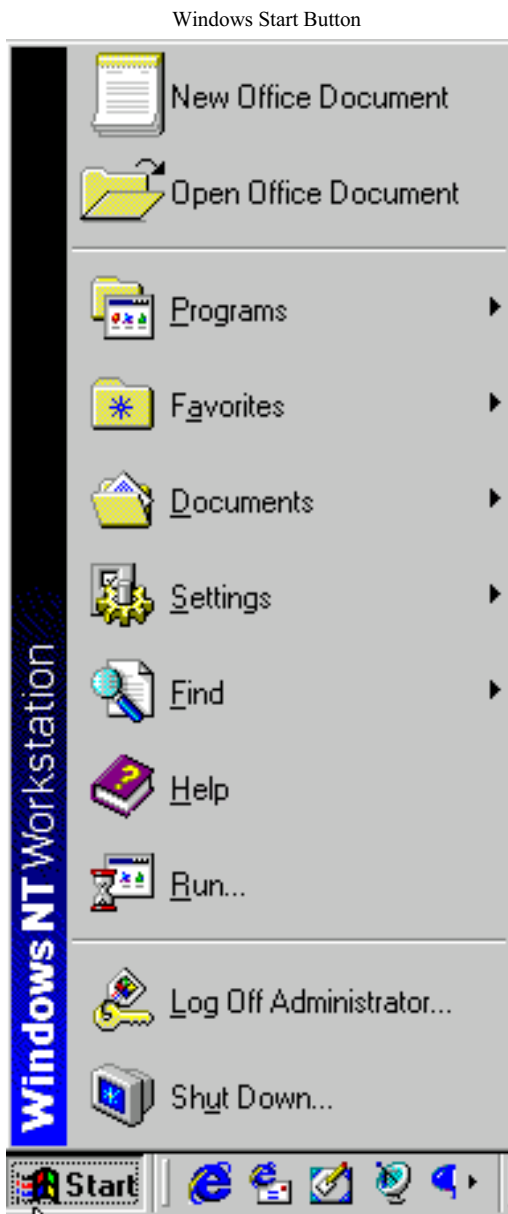 Windows Start Button
New Office Document
Open Office Document
Programs
Favorites
Documents
Settings
Find
Help
Run...
Log Off Administrator...
Shut Down...
Windows NT Workstation
Start